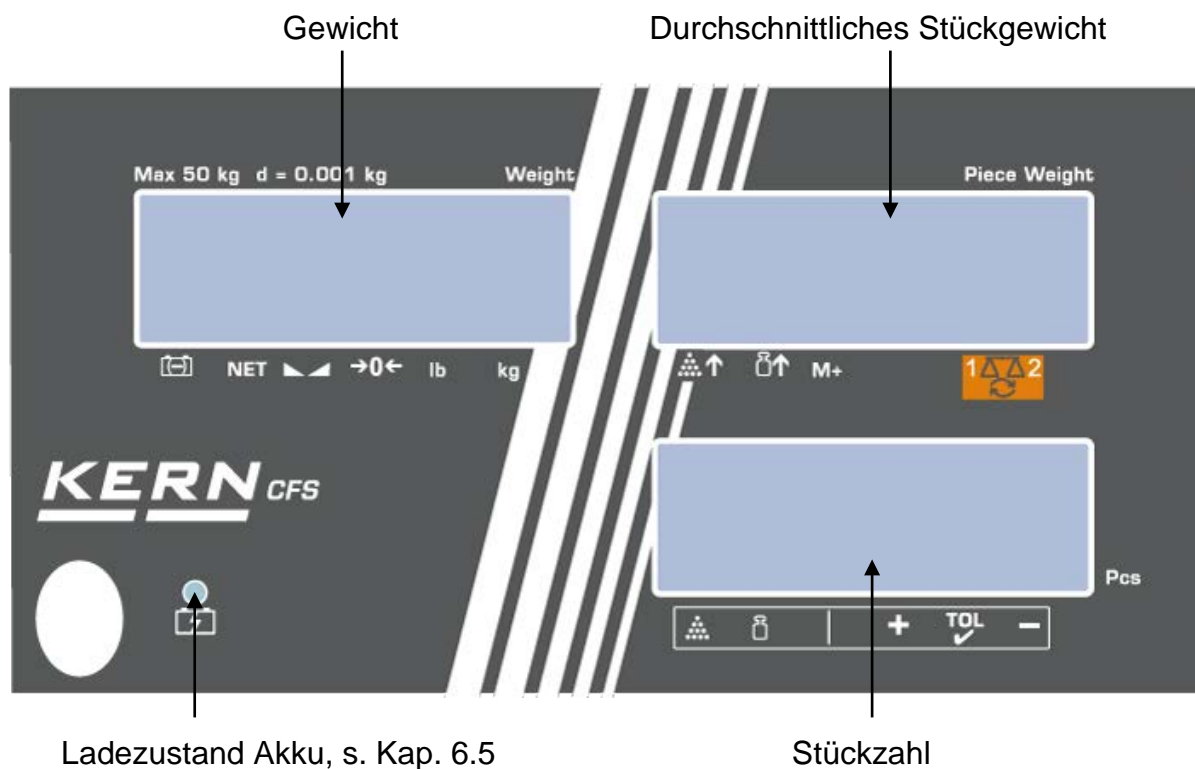 Gewicht Durchschnittliches Stückgewicht
Max 50 kg d = 0.001 kg Weight Piece Weight
NET →0← lb kg M+ 1 2
KERN CFS
Pcs
+ TOL −
Ladezustand Akku, s. Kap. 6.5 Stückzahl